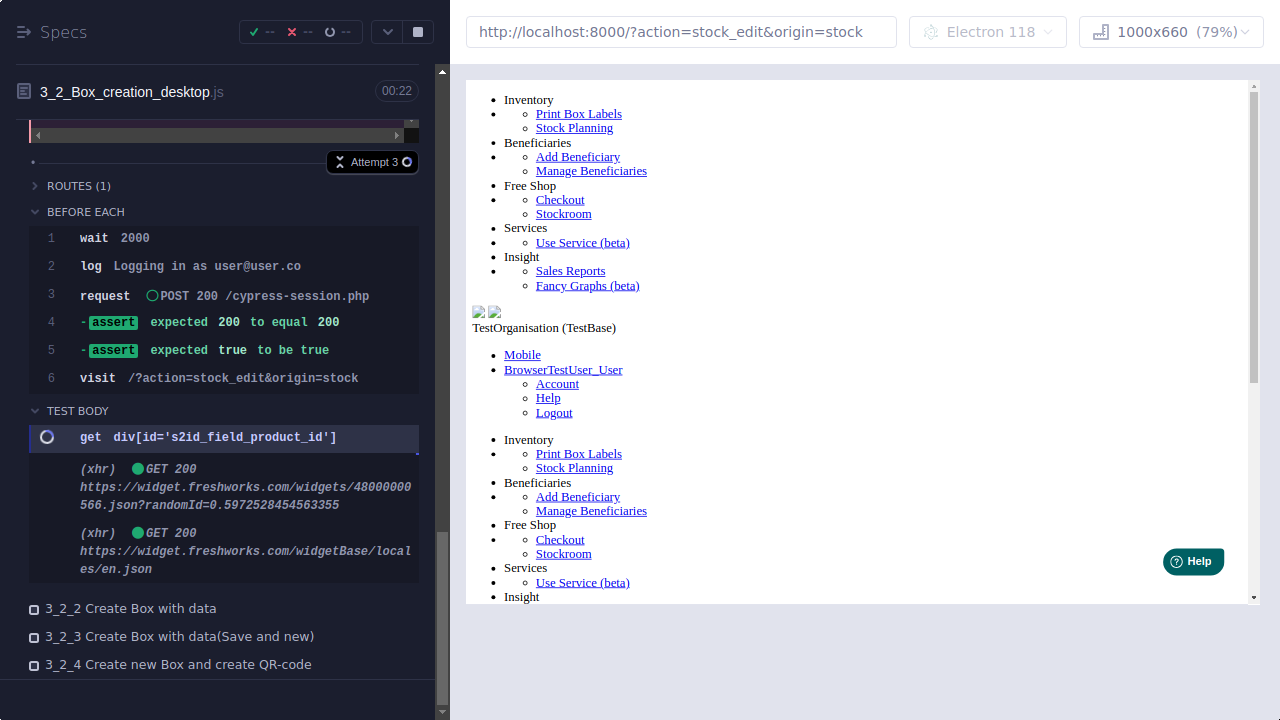 Specs
--
--
--
3_2_Box_creation_desktop.js
00:22
Attempt 3
ROUTES (1)
BEFORE EACH
1 wait 2000
2 log Logging in as user@user.co
3 request POST 200 /cypress-session.php
4 -assert expected 200 to equal 200
5 -assert expected true to be true
6 visit /?action=stock_edit&origin=stock
TEST BODY
get div[id='s2id_field_product_id']
(xhr) GET 200
https://widget.freshworks.com/widgets/48000000
566.json?randomId=0.5972528454563355
(xhr) GET 200
https://widget.freshworks.com/widgetBase/local
es/en.json
3_2_2 Create Box with data
3_2_3 Create Box with data(Save and new)
3_2_4 Create new Box and create QR-code
http://localhost:8000/?action=stock_edit&origin=stock
Electron 118
1000x660 (79%)
Inventory
Print Box Labels
Stock Planning
Beneficiaries
Add Beneficiary
Manage Beneficiaries
Free Shop
Checkout
Stockroom
Services
Use Service (beta)
Insight
Sales Reports
Fancy Graphs (beta)
TestOrganisation (TestBase)
Mobile
BrowserTestUser_User
Account
Help
Logout
Inventory
Print Box Labels
Stock Planning
Beneficiaries
Add Beneficiary
Manage Beneficiaries
Free Shop
Checkout
Stockroom
Services
Use Service (beta)
Insight
Help